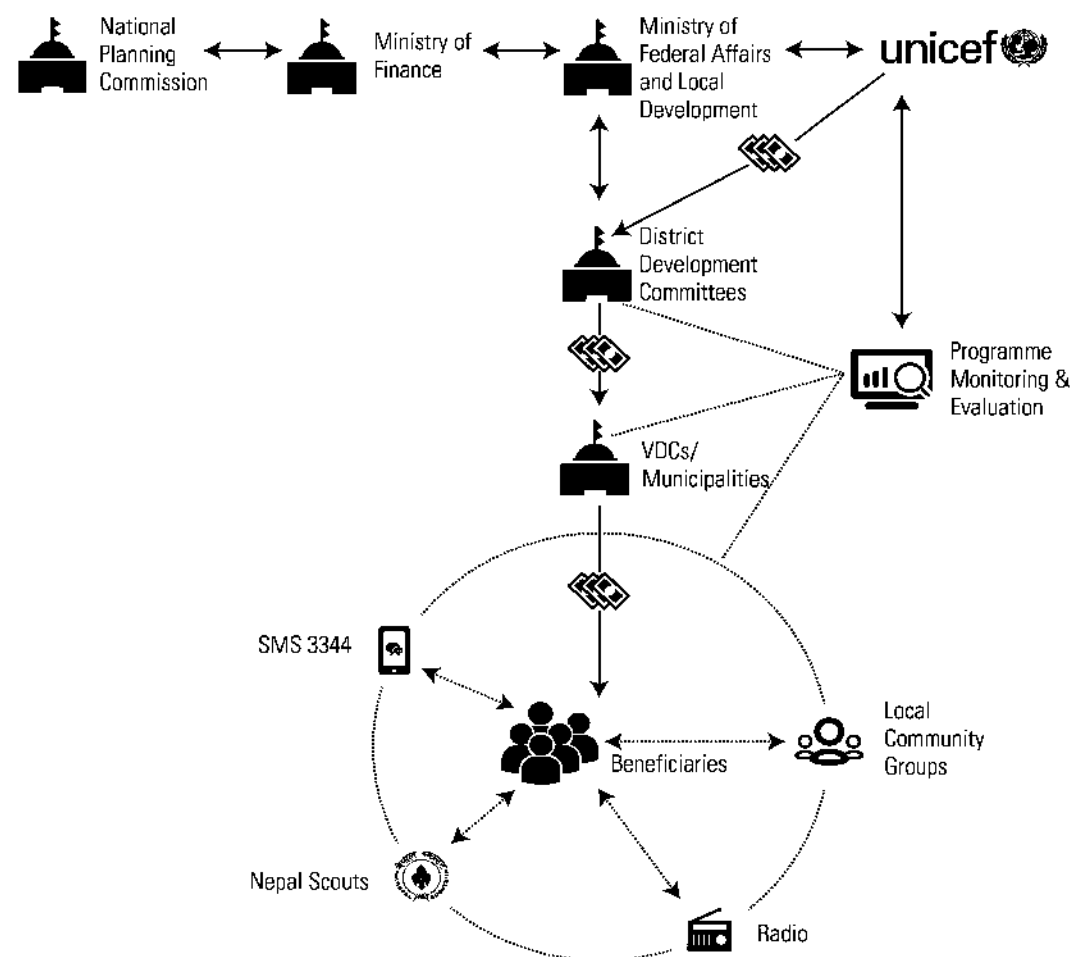 National
Planning
Commission
Ministry of
Finance
Ministry of
Federal Affairs
and Local
Development
unicef
District
Development
Committees
Programme
Monitoring &
Evaluation
VDCs/
Municipalities
SMS 3344
Beneficiaries
Local
Community
Groups
Nepal Scouts
Radio